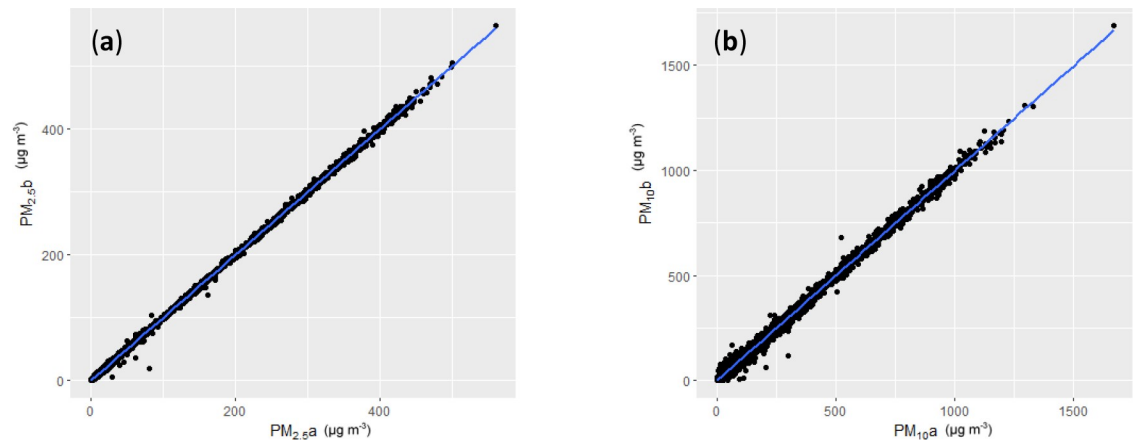 (a)
PM2.5b (µg m-3)
400
200
0
0 200 400
PM2.5a (µg m-3)
(b)
PM10b (µg m-3)
1500
1000
500
0
0 500 1000 1500
PM10a (µg m-3)